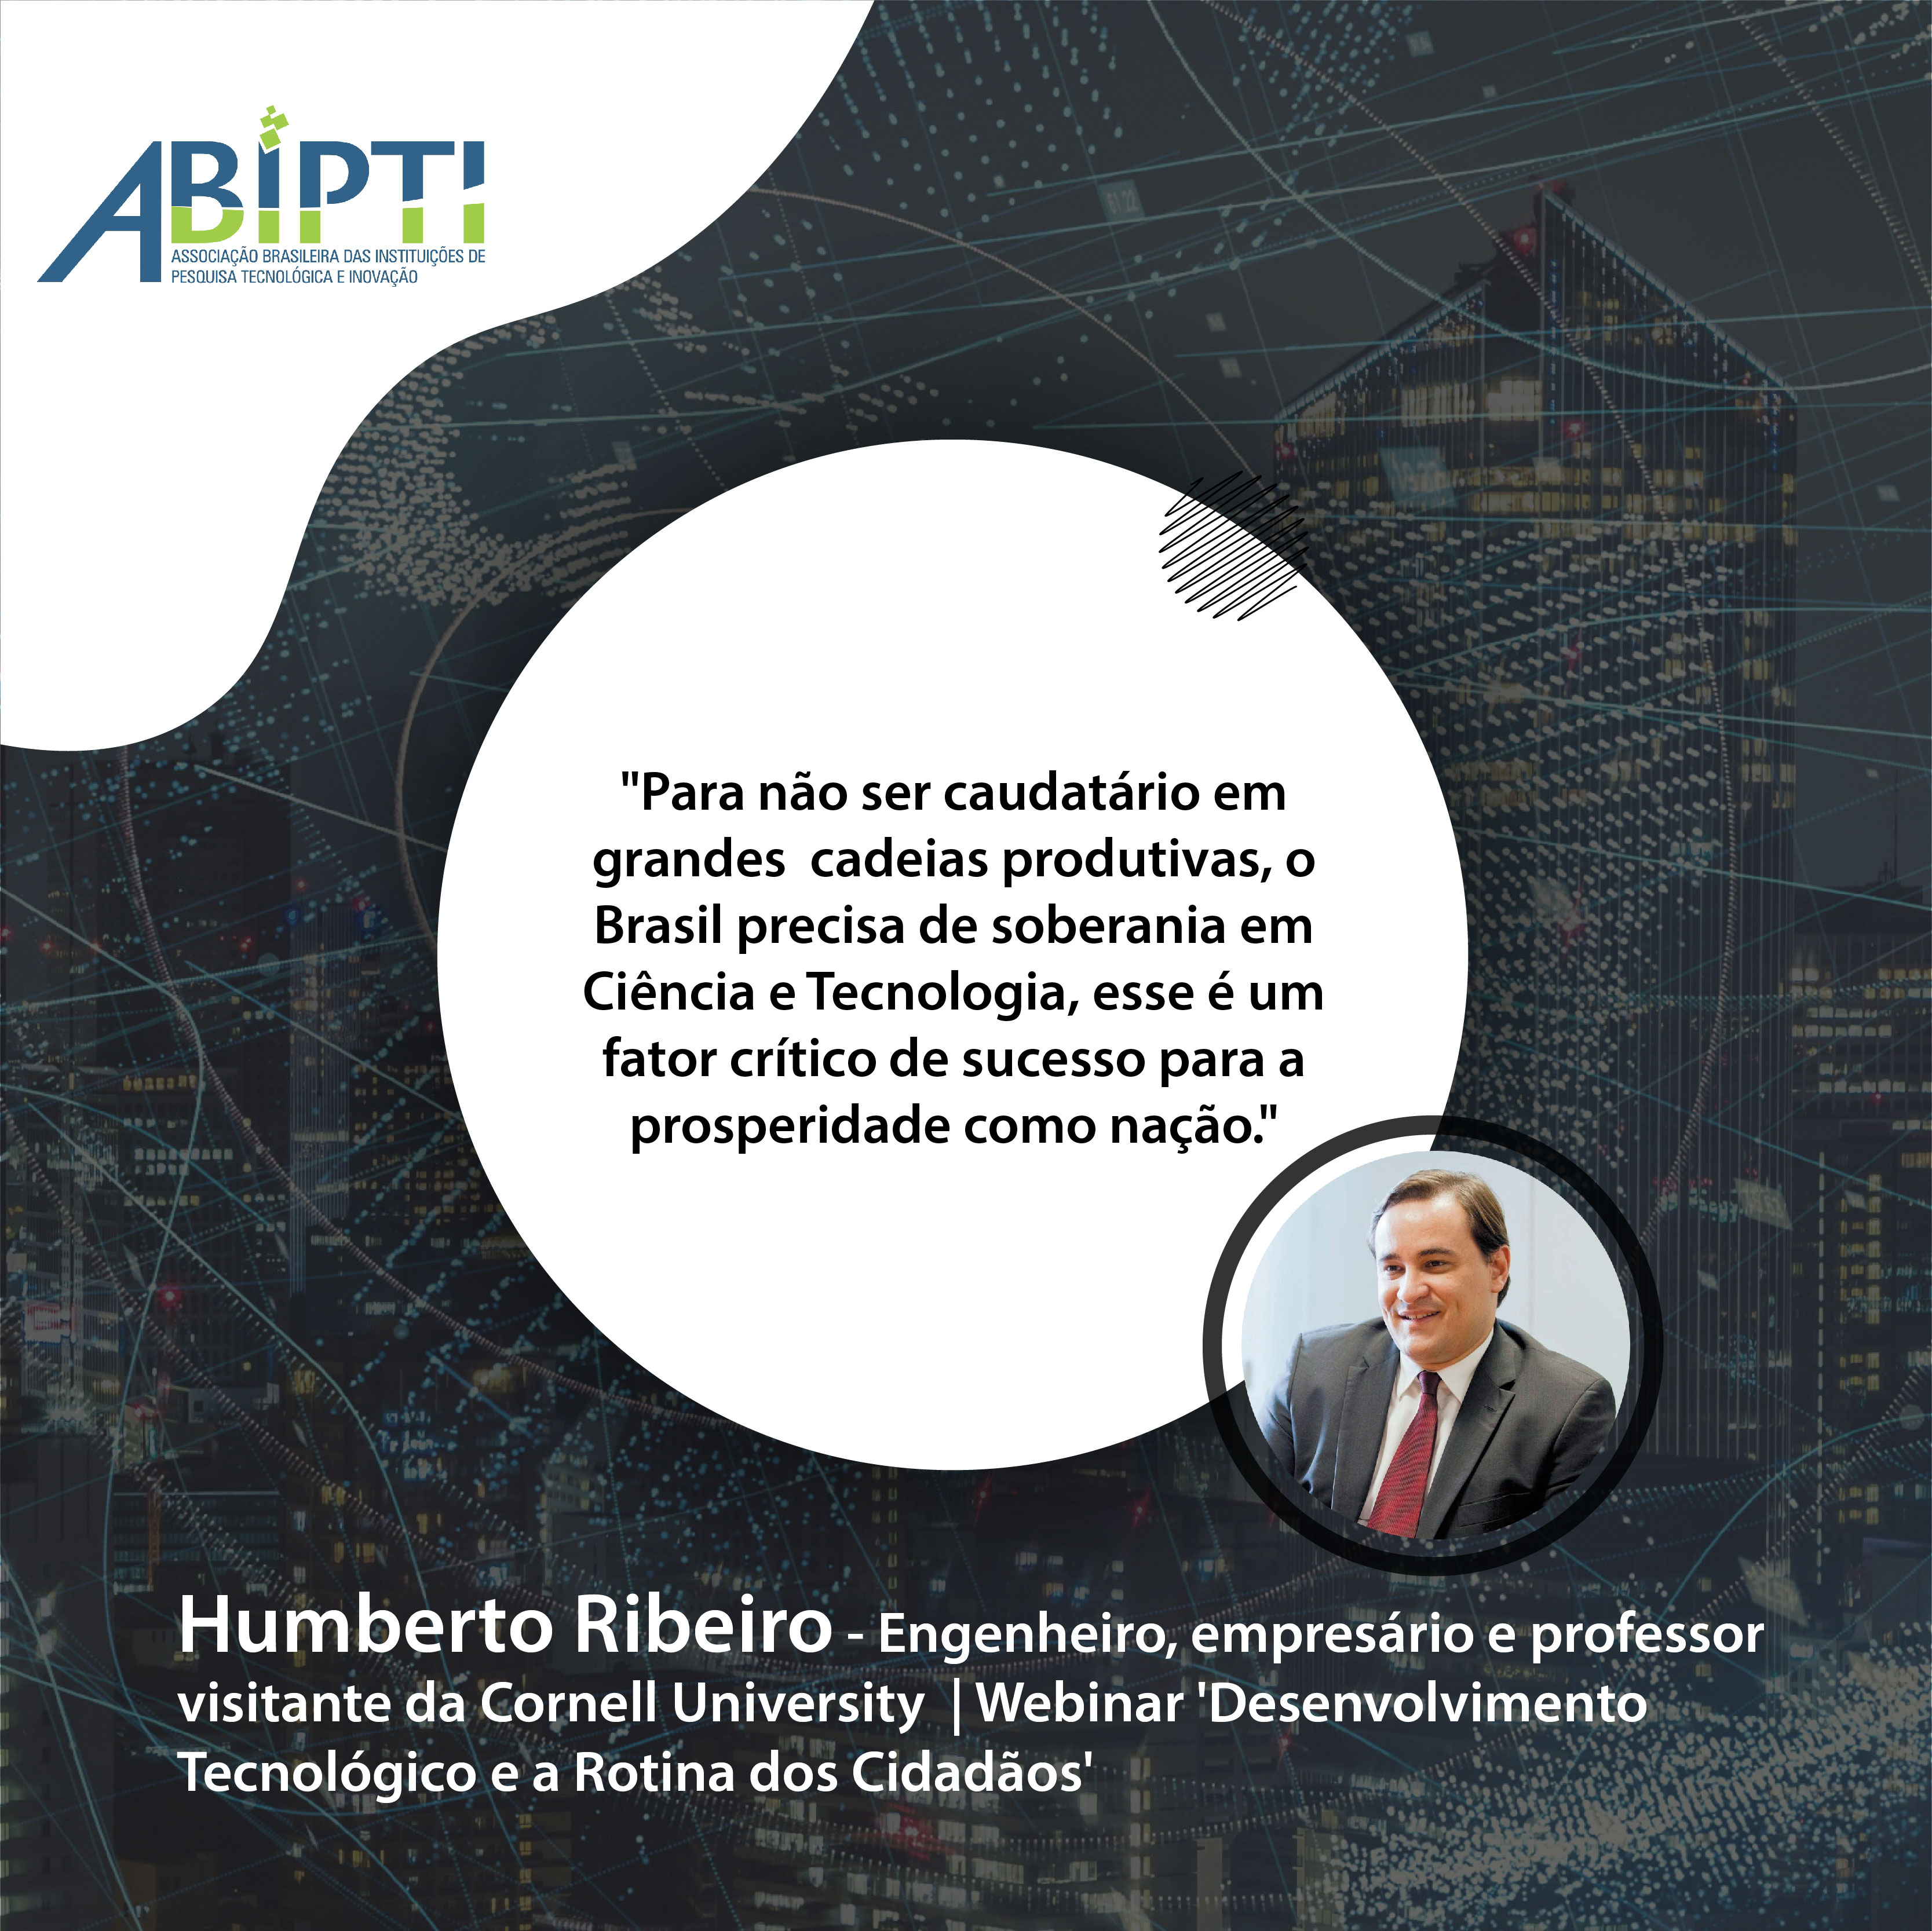 ABIPTI
ASSOCIAÇÃO BRASILEIRA DAS INSTITUIÇÕES DE
PESQUISA TECNOLÓGICA E INOVAÇÃO
"Para não ser caudatário em
grandes  cadeias produtivas, o
Brasil precisa de soberania em
Ciência e Tecnologia, esse é um
fator crítico de sucesso para a
prosperidade como nação."
Humberto Ribeiro - Engenheiro, empresário e professor
visitante da Cornell University  | Webinar 'Desenvolvimento
Tecnológico e a Rotina dos Cidadãos'